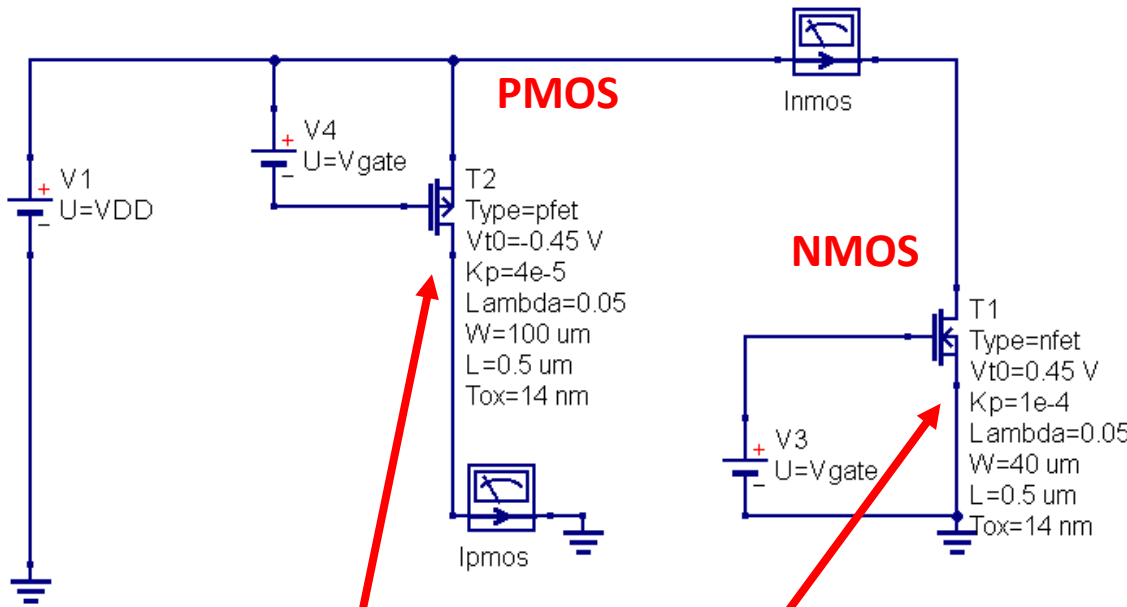 PMOS
Inmos
V4
U=Vgate
V1
U=VDD
T2
Type=pfet
Vt0=-0.45 V
Kp=4e-5
Lambda=0.05
W=100 um
L=0.5 um
Tox=14 nm
NMOS
T1
Type=nfet
Vt0=0.45 V
Kp=1e-4
Lambda=0.05
W=40 um
L=0.5 um
Tox=14 nm
V3
U=Vgate
Ipmos